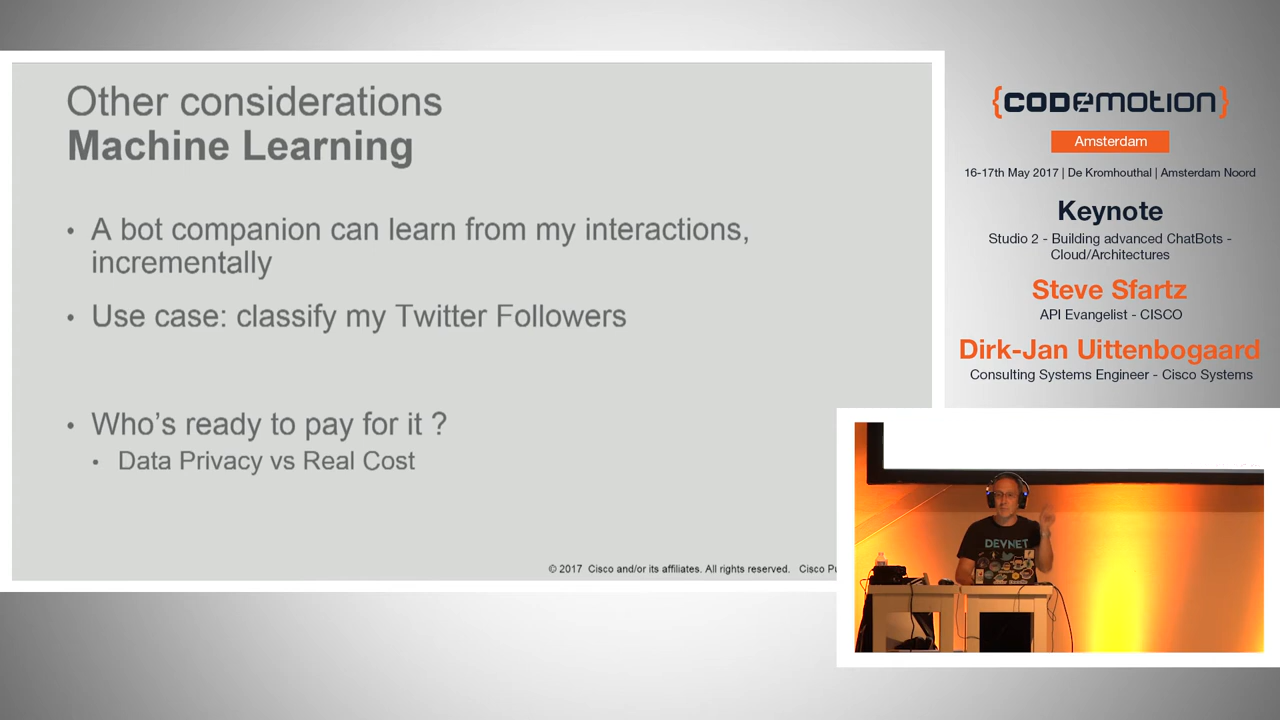 Other considerations
Machine Learning
• A bot companion can learn from my interactions,
incrementally
• Use case: classify my Twitter Followers
• Who's ready to pay for it ?
• Data Privacy vs Real Cost
© 2017 Cisco and/or its affiliates. All rights reserved. Cisco
{CODEMOTION}
Amsterdam
16-17th May 2017 | De Kromhouthal | Amsterdam Noord
Keynote
Studio 2 - Building advanced ChatBots -
Cloud/Architectures
Steve Sfartz
API Evangelist - CISCO
Dirk-Jan Uittenbogaard
Consulting Systems Engineer - Cisco Systems
DEVNET